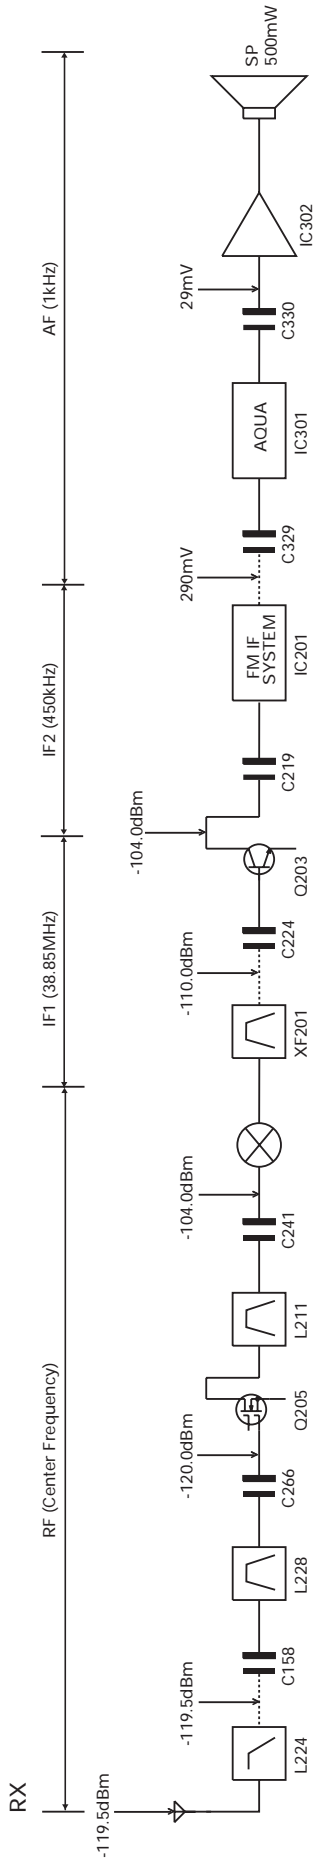 RX
RF (Center Frequency)
IF1 (38.85MHz)
IF2 (450kHz)
AF (1kHz)
-119.5dBm
-119.5dBm
-120.0dBm
-104.0dBm
-110.0dBm
-104.0dBm
290mV
29mV
SP
500mW
FM IF
SYSTEM
AQUA
L224
C158
L228
C266
Q205
L211
C241
XF201
C224
Q203
C219
IC201
C329
IC301
C330
IC302